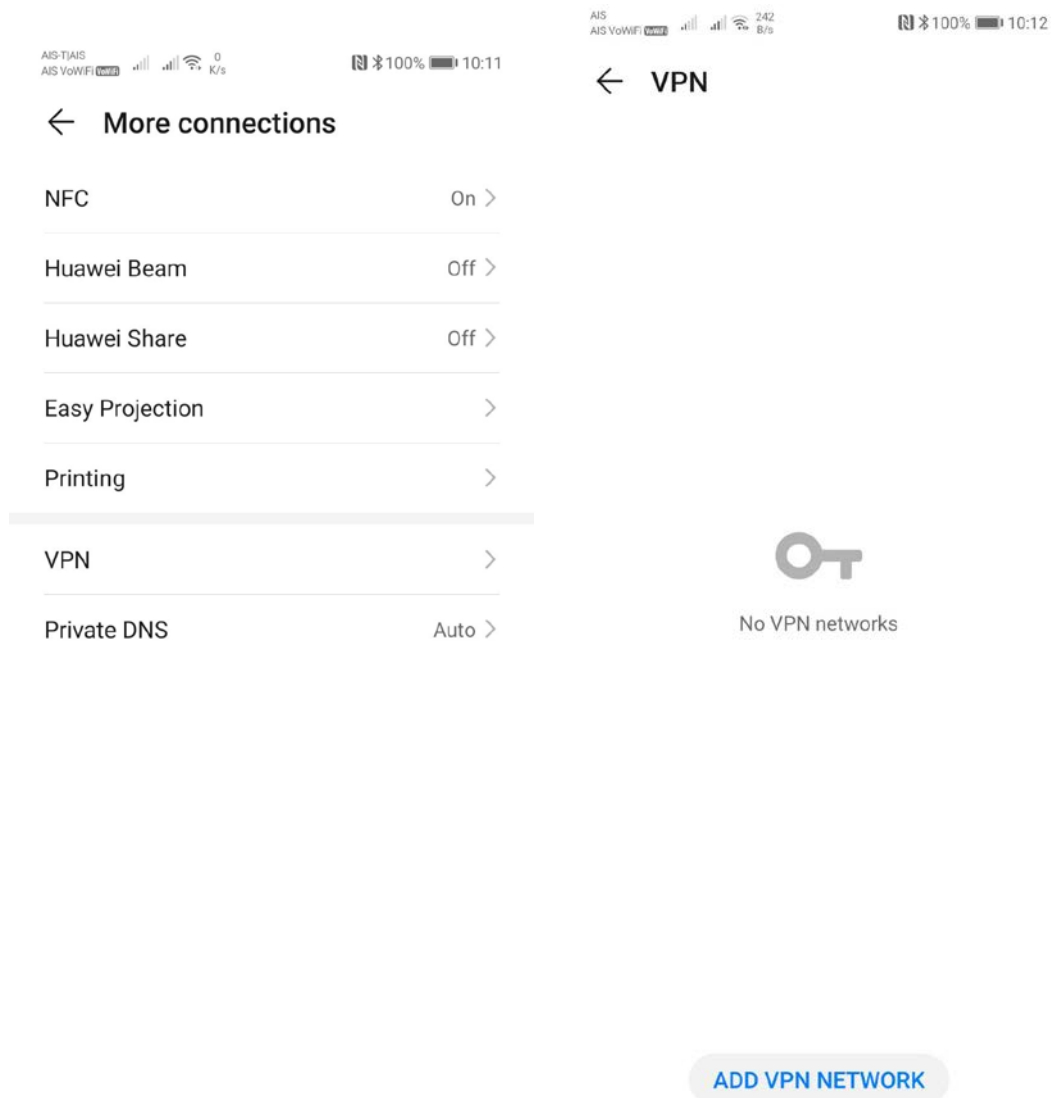 AIS-T|AIS
AIS VoWiFi VoWiFi 0 K/s 100% 10:11
More connections
NFC On
Huawei Beam Off
Huawei Share Off
Easy Projection
Printing
VPN
Private DNS Auto
AIS
AIS VoWiFi VoWiFi 242 B/s 100% 10:12
VPN
No VPN networks
ADD VPN NETWORK